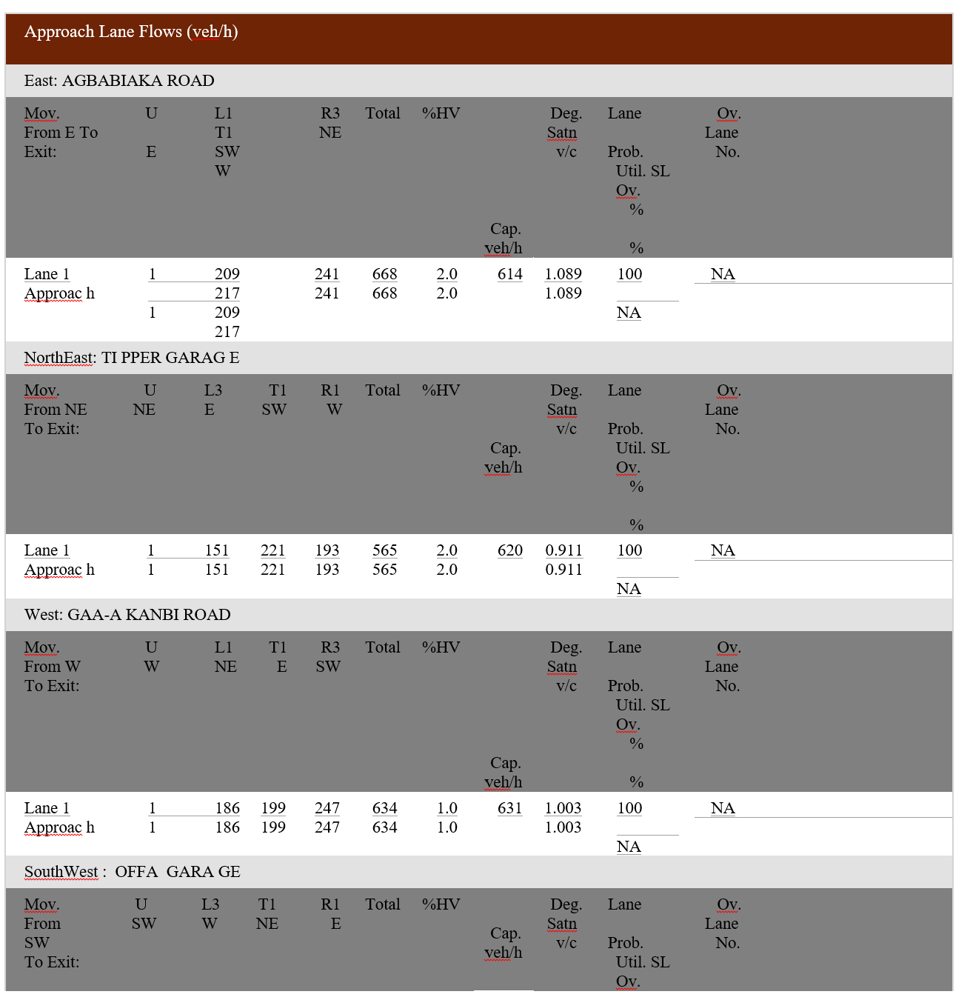 Approach Lane Flows (veh/h)
East: AGBABIAKA ROAD
Mov. U L1 R3 Total %HV Deg. Lane Ov.
From E To T1 NE Satn Lane
Exit: E SW v/c Prob. No.
W Util. SL
Ov.
%
Cap.
veh/h %
Lane 1 1 209 241 668 2.0 614 1.089 100 NA
Approac h 217 241 668 2.0 1.089
1 209 NA
217
NorthEast: TI PPER GARAG E
Mov. U L3 T1 R1 Total %HV Deg. Lane Ov.
From NE NE E SW W Satn Lane
To Exit: v/c Prob. No.
Cap. Util. SL
veh/h Ov.
%
%
Lane 1 1 151 221 193 565 2.0 620 0.911 100 NA
Approac h 1 151 221 193 565 2.0 0.911
NA
West: GAA-A KANBI ROAD
Mov. U L1 T1 R3 Total %HV Deg. Lane Ov.
From W W NE E SW Satn Lane
To Exit: v/c Prob. No.
Util. SL
Ov.
%
Cap.
veh/h %
Lane 1 1 186 199 247 634 1.0 631 1.003 100 NA
Approac h 1 186 199 247 634 1.0 1.003
NA
SouthWest : OFFA GARA GE
Mov. U L3 T1 R1 Total %HV Deg. Lane Ov.
From SW W NE E Satn Lane
Cap.
SW v/c Prob. No.
veh/h
To Exit: Util. SL
Ov.